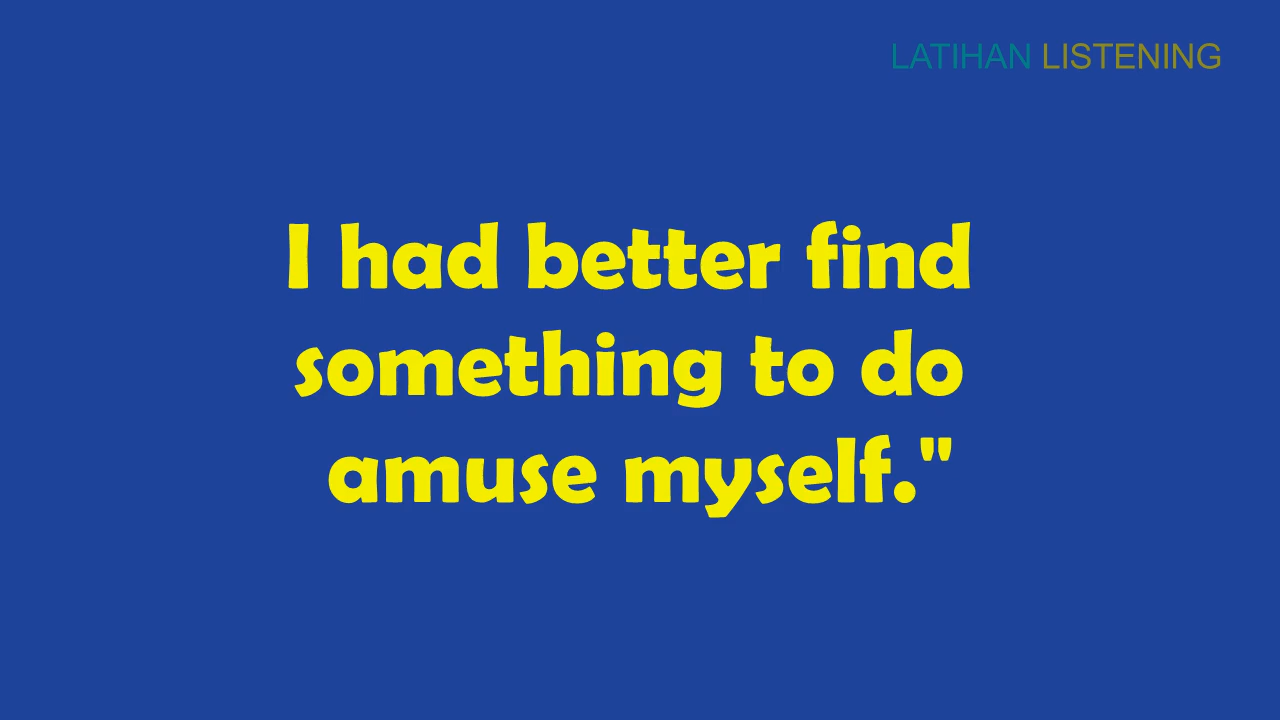 LATIHAN LISTENING
I had better find
something to do
amuse myself."